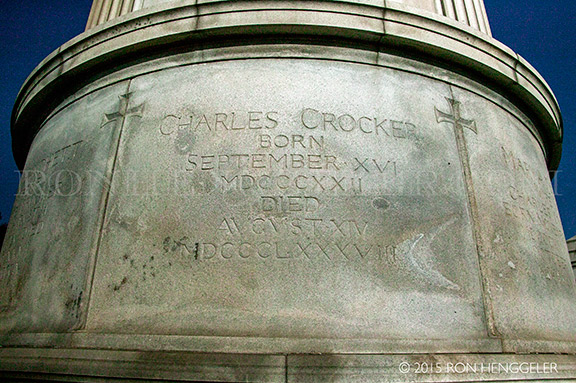 CHARLES CROCKER
BORN
SEPTEMBER XVI
MDCCCXXII
DIED
AVGVST XIV
MDCCCLXXXVIII
© 2015 RON HENGGELER